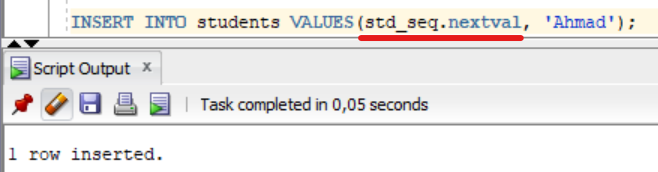 INSERT INTO students VALUES(std_seq.nextval, 'Ahmad');
Script Output x
Task completed in 0,05 seconds
1 row inserted.